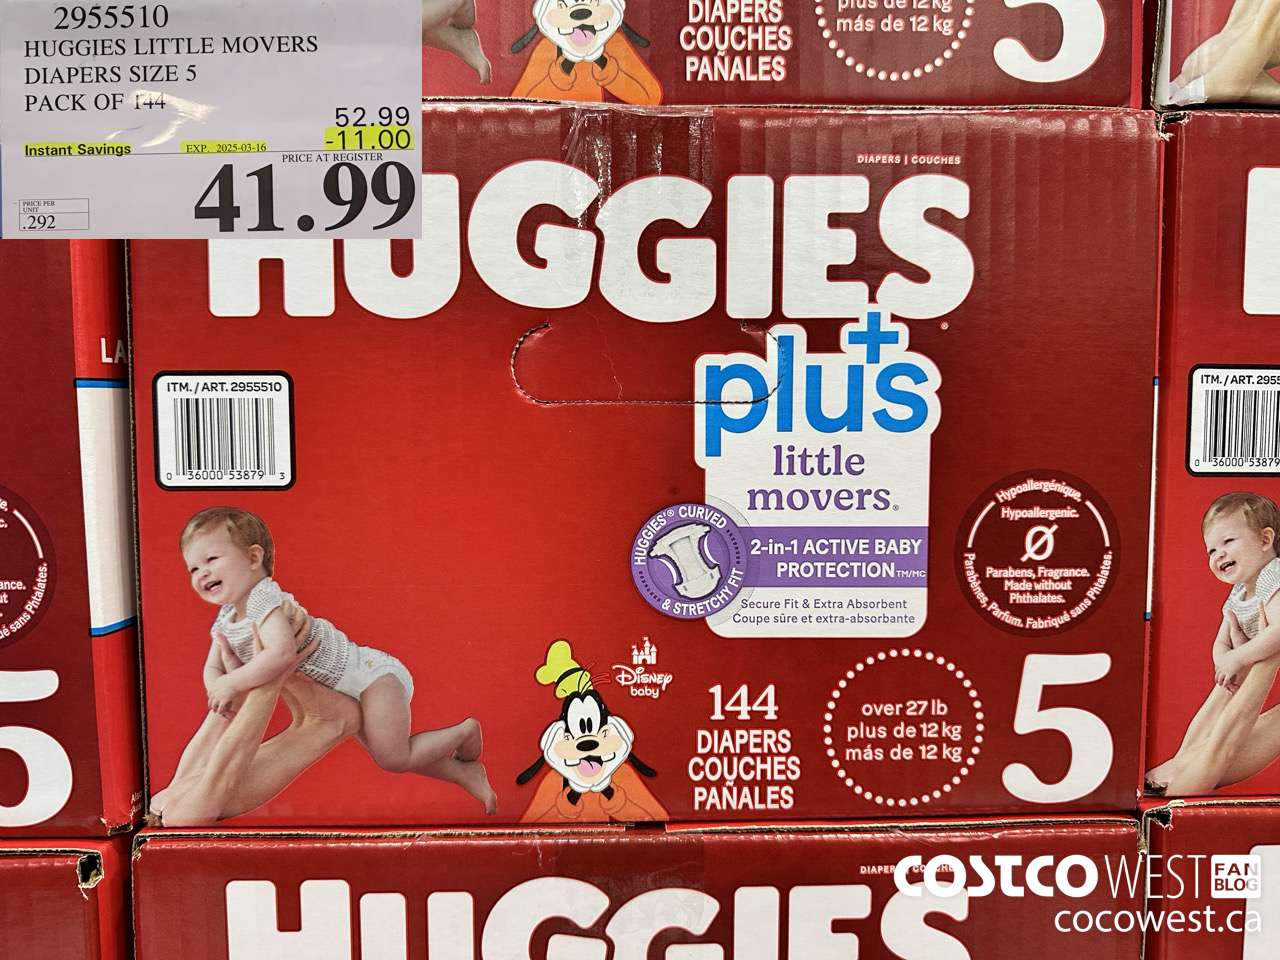 2955510
HUGGIES LITTLE MOVERS
DIAPERS SIZE 5
PACK OF 144
52.99
Instant Savings EXP. 2025-03-16 -11.00
PRICE AT REGISTER
41.99
PRICE PER
UNIT
.292
DIAPERS
COUCHES
PAÑALES
plus de 12 kg
más de 12 kg
5
DIAPERS | COUCHES
HUGGIES®
plus+
little
movers®
HUGGIES'® CURVED
& STRETCHY FIT
2-in-1 ACTIVE BABY
PROTECTION™/MC
Secure Fit & Extra Absorbent
Coupe sûre et extra-absorbante
ITM. / ART. 2955510
0 36000 53879 3
Hypoallergénique.
Hypoallergenic.
Parabens, Fragrance.
Made without
Phthalates.
Parabènes, Parfum. Fabriqué sans Phtalates.
Disney
baby
144
DIAPERS
COUCHES
PAÑALES
over 27 lb
plus de 12 kg
más de 12 kg
5
LA
5
ITM. / ART. 2955
0 36000 53879
HUGGIES
COSTCO WEST FAN BLOG
cocowest.ca